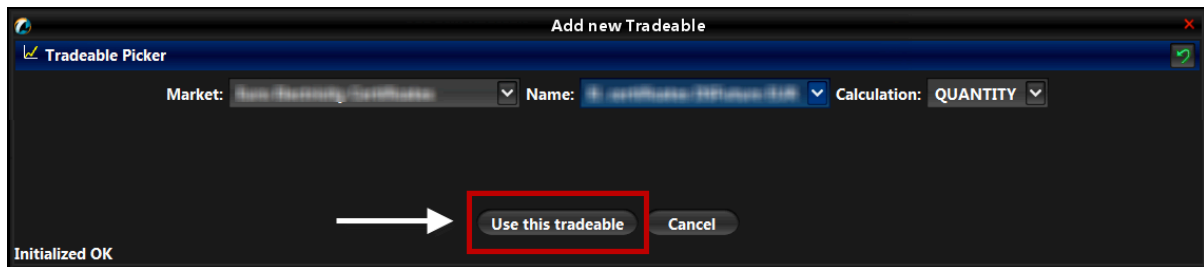 Add new Tradeable
Tradeable Picker
Market: Name: Calculation: QUANTITY
Use this tradeable Cancel
Initialized OK